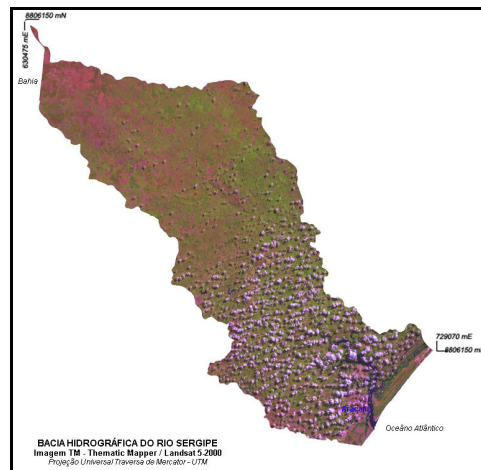 8806150 mN
630475 mE
Bahia
729070 mE
8806150 mN
Aracaju
Oceâno Atlântico
BACIA HIDROGRÁFICA DO RIO SERGIPE
Imagem TM - Thematic Mapper / Landsat 5-2000
Projeção Universal Traversa de Mercator - UTM